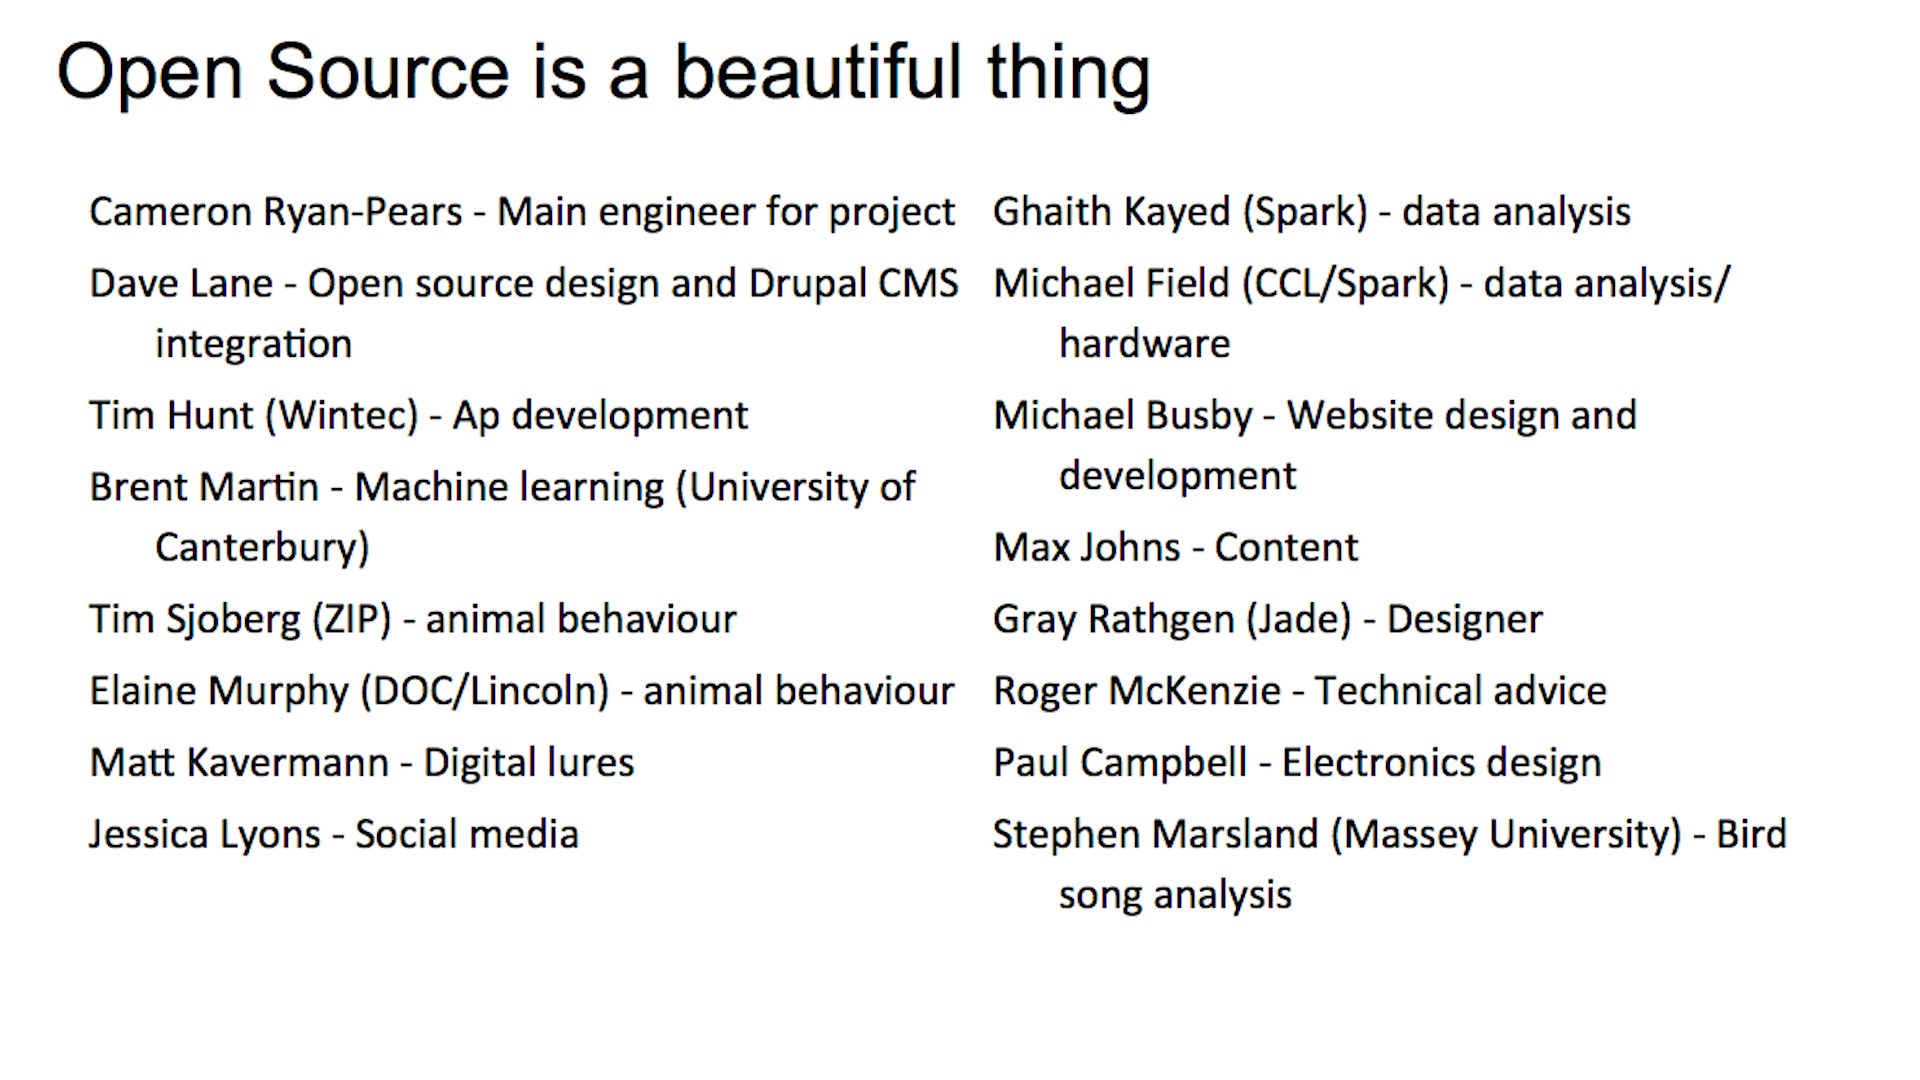 Open Source is a beautiful thing
Cameron Ryan-Pears - Main engineer for project
Dave Lane - Open source design and Drupal CMS
integration
Tim Hunt (Wintec) - Ap development
Brent Martin - Machine learning (University of
Canterbury)
Tim Sjoberg (ZIP) - animal behaviour
Elaine Murphy (DOC/Lincoln) - animal behaviour
Matt Kavermann - Digital lures
Jessica Lyons - Social media
Ghaith Kayed (Spark) - data analysis
Michael Field (CCL/Spark) - data analysis/
hardware
Michael Busby - Website design and
development
Max Johns - Content
Gray Rathgen (Jade) - Designer
Roger McKenzie - Technical advice
Paul Campbell - Electronics design
Stephen Marsland (Massey University) - Bird
song analysis